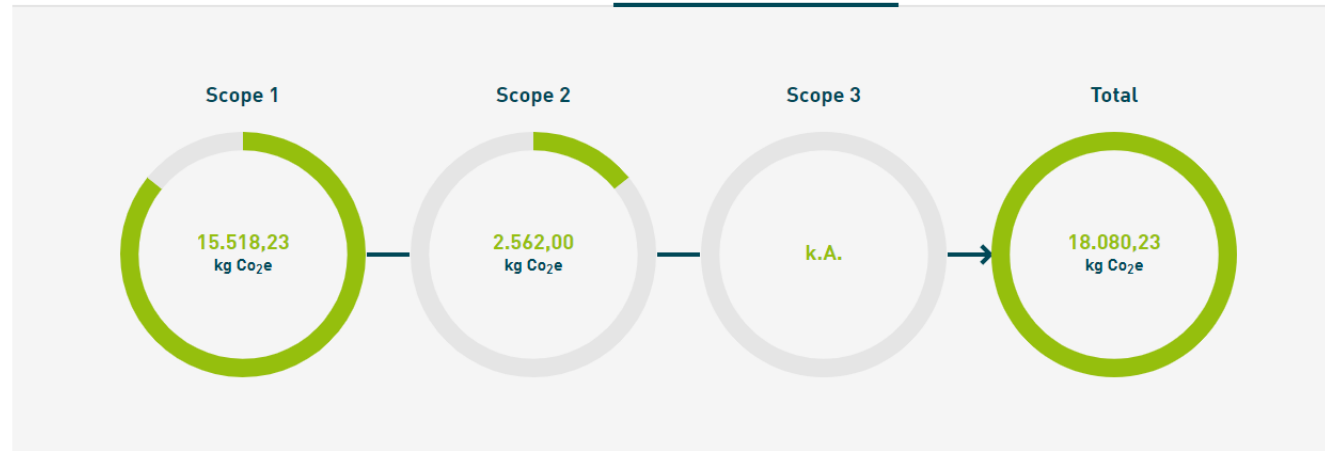 Scope 1
15.518,23
kg Co₂e
Scope 2
2.562,00
kg Co₂e
Scope 3
k.A.
Total
18.080,23
kg Co₂e